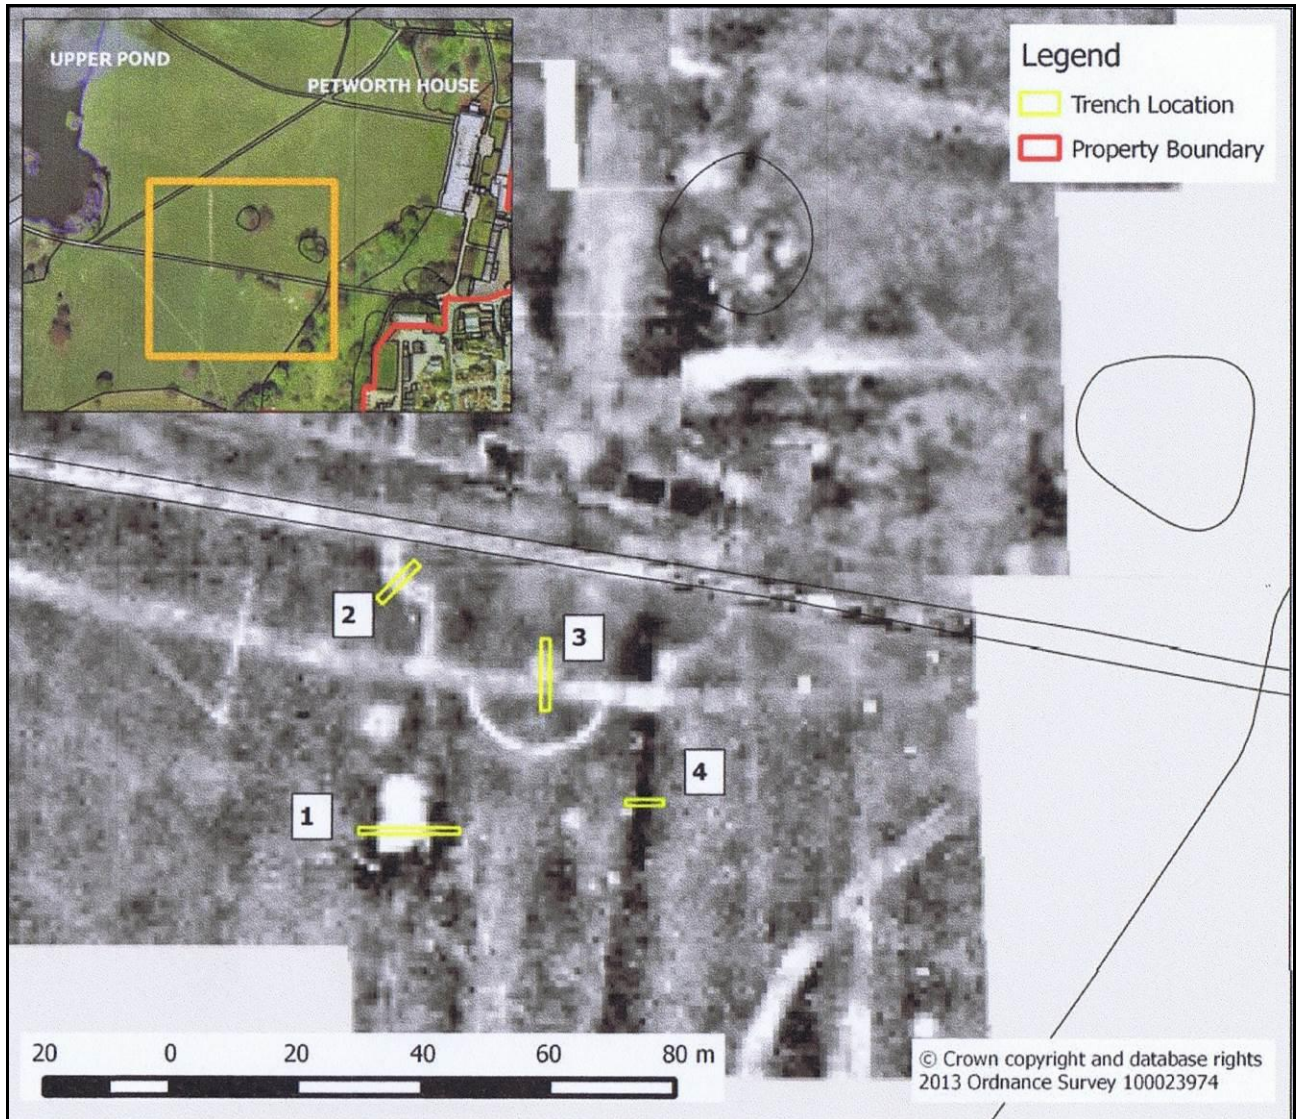 UPPER POND
PETWORTH HOUSE
Legend
Trench Location
Property Boundary
2
3
4
1
20 0 20 40 60 80 m
© Crown copyright and database rights
2013 Ordnance Survey 100023974